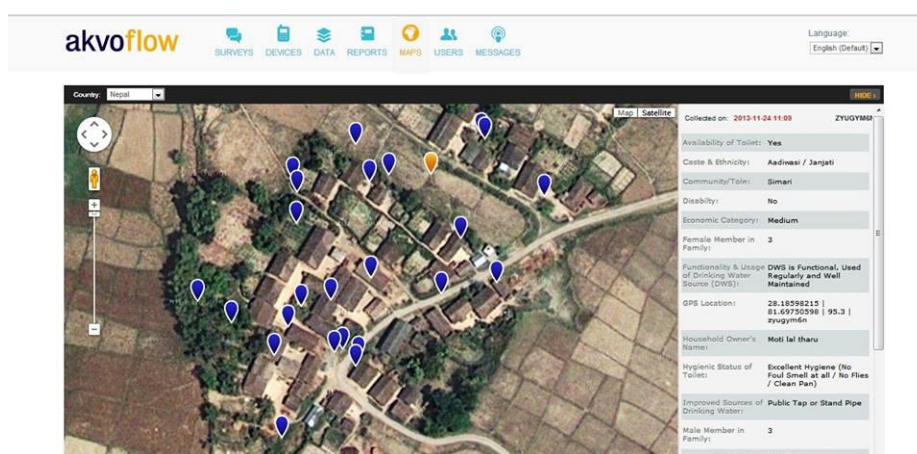 akvoflow
SURVEYS DEVICES DATA REPORTS MAPS USERS MESSAGES
Language:
English (Default)
Country: Nepal
HIDE ›
Map Satellite
Collected on: 2013-11-24 11:09 ZYUGYM6N
Availability of Toilet: Yes
Caste & Ethnicity: Aadiwasi / Janjati
Community/Tole: Simari
Disabilty: No
Economic Category: Medium
Female Member in Family: 3
Functionality & Usage of Drinking Water Source (DWS): DWS is Functional, Used Regularly and Well Maintained
GPS Location: 28.18598215 | 81.69750598 | 95.3 | zyugym6n
Household Owner's Name: Moti lal tharu
Hygienic Status of Toilet: Excellent Hygiene (No Foul Smell at all / No Flies / Clean Pan)
Improved Sources of Drinking Water: Public Tap or Stand Pipe
Male Member in Family: 3